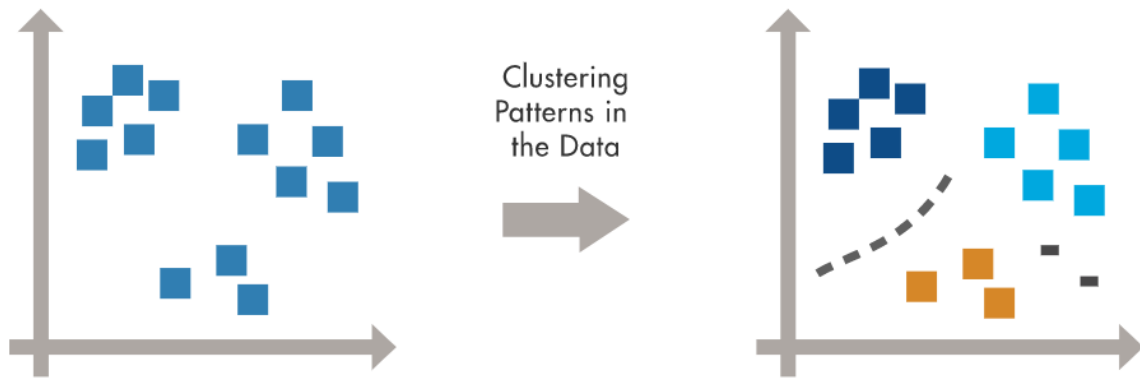 Clustering
Patterns in
the Data